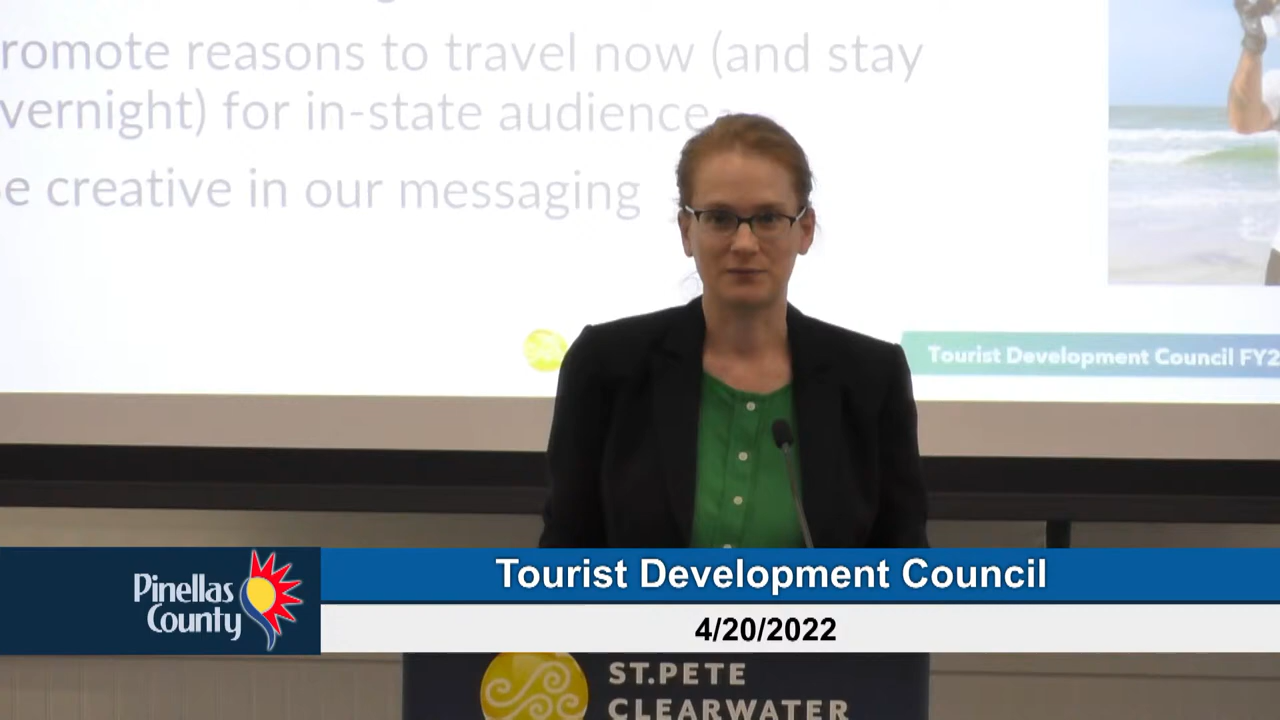 romote reasons to travel now (and stay
vernight) for in-state audience
e creative in our messaging
Tourist Development Council FY2
Pinellas
County
Tourist Development Council
4/20/2022
ST.PETE
CLEARWATER